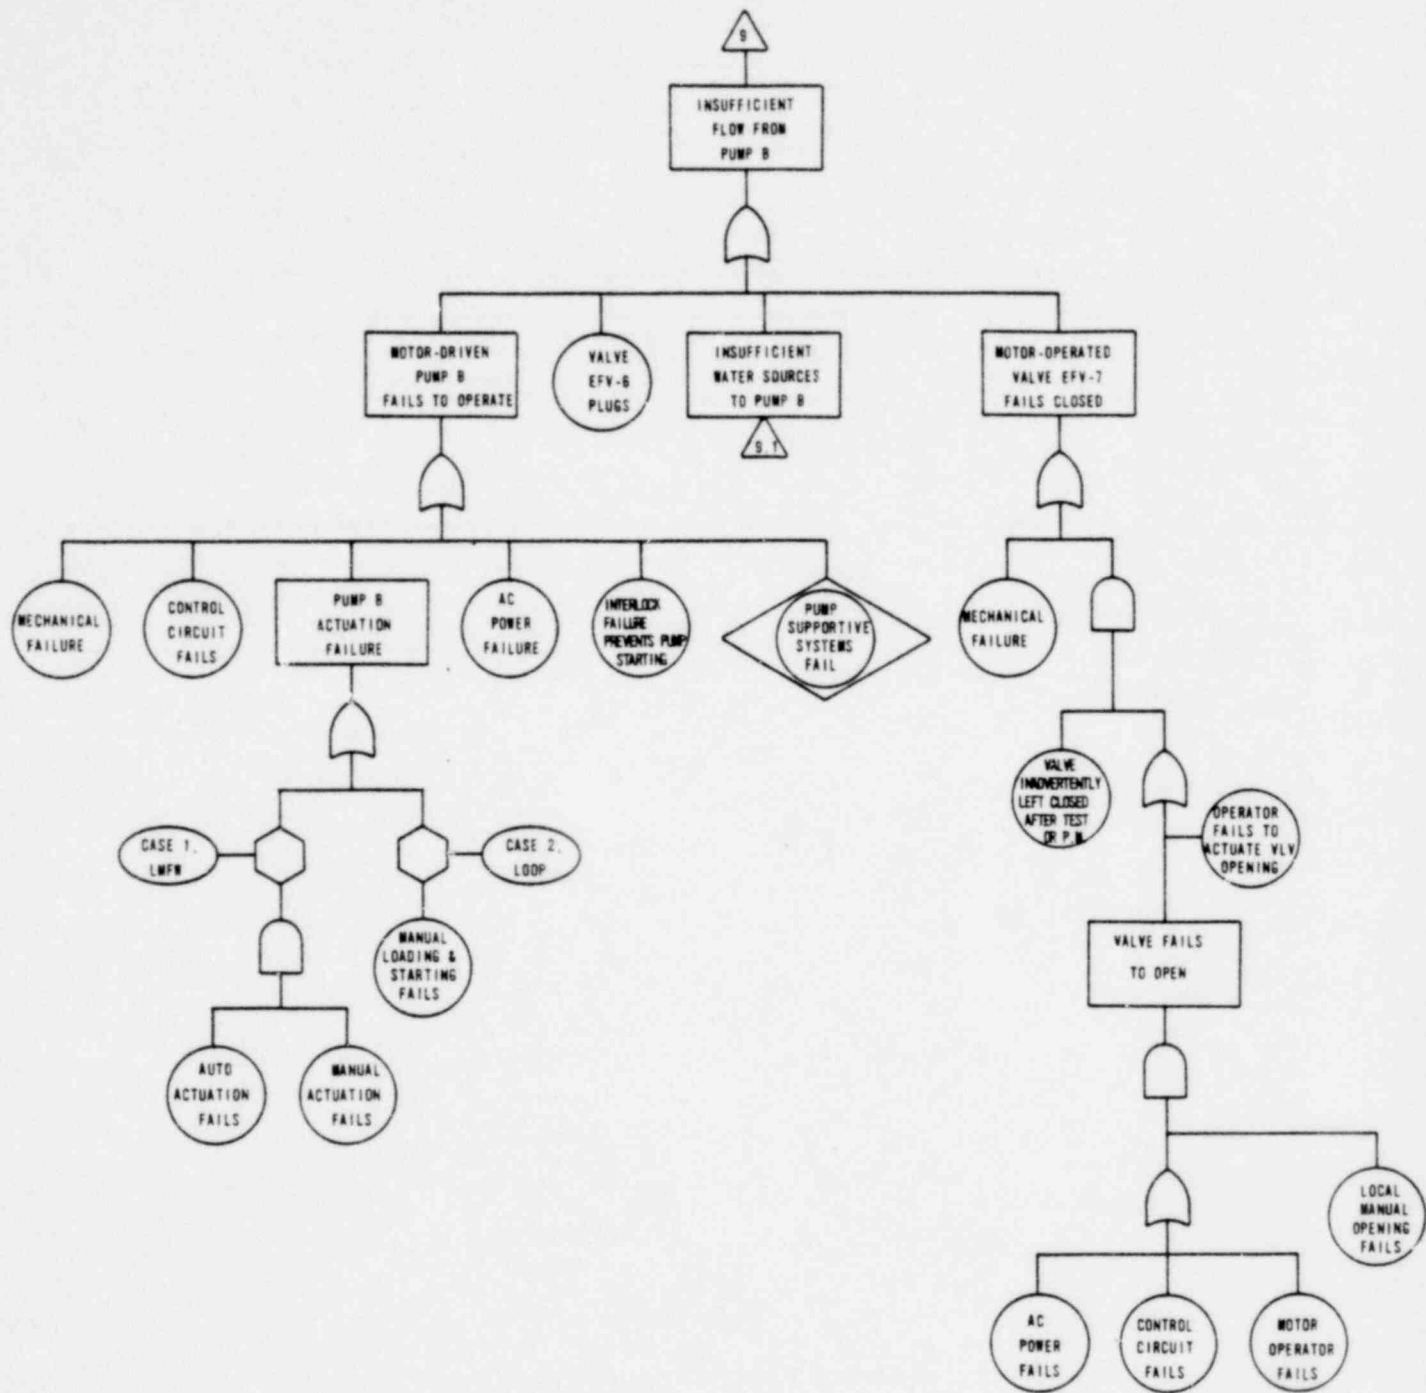 9
INSUFFICIENT
FLOW FROM
PUMP B
MOTOR-DRIVEN
PUMP B
FAILS TO OPERATE
VALVE
EFV-6
PLUGS
INSUFFICIENT
WATER SOURCES
TO PUMP B
9.1
MOTOR-OPERATED
VALVE EFV-7
FAILS CLOSED
MECHANICAL
FAILURE
CONTROL
CIRCUIT
FAILS
PUMP B
ACTUATION
FAILURE
AC
POWER
FAILURE
INTERLOCK
FAILURE
PREVENTS PUMP
STARTING
PUMP
SUPPORTIVE
SYSTEMS
FAIL
MECHANICAL
FAILURE
VALVE
INADVERTENTLY
LEFT CLOSED
AFTER TEST
OR P.M.
OPERATOR
FAILS TO
ACTUATE VLV
OPENING
CASE 1,
LMFW
CASE 2,
LOOP
MANUAL
LOADING &
STARTING
FAILS
VALVE FAILS
TO OPEN
AUTO
ACTUATION
FAILS
MANUAL
ACTUATION
FAILS
LOCAL
MANUAL
OPENING
FAILS
AC
POWER
FAILS
CONTROL
CIRCUIT
FAILS
MOTOR
OPERATOR
FAILS